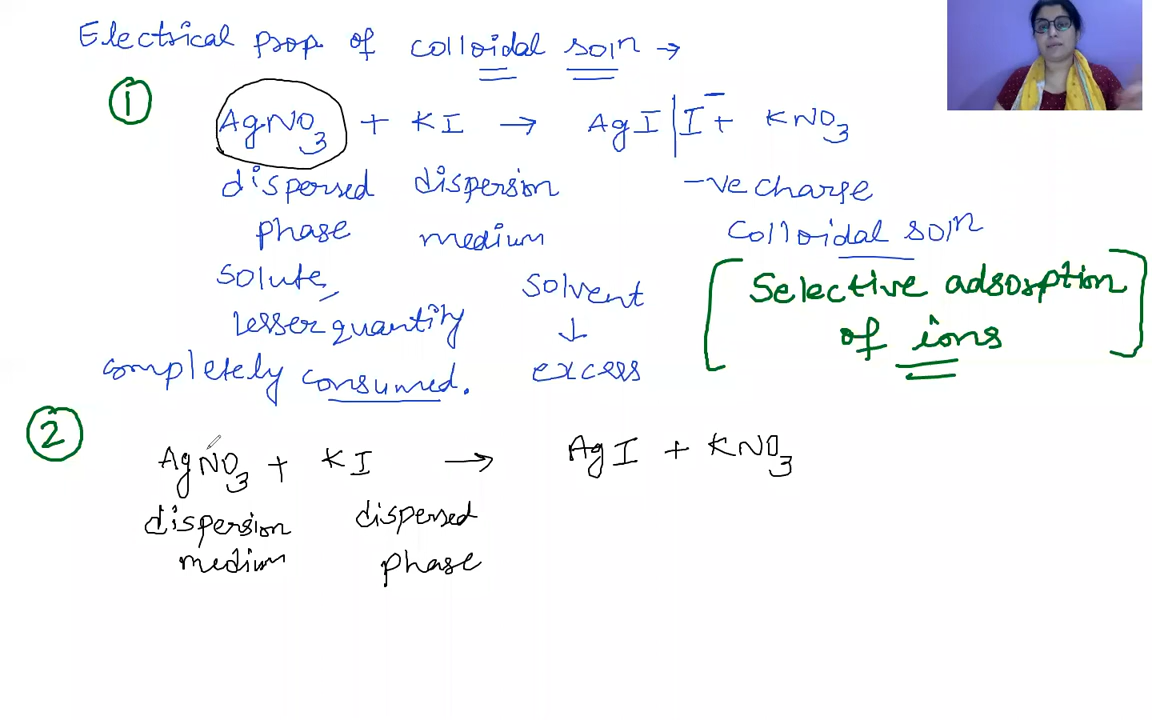 Electrical prop. of colloidal solⁿ →
① AgNO₃ + KI → AgI | I⁻ + KNO₃
dispersed phase dispersion medium -ve charge
colloidal solⁿ
solute, lesser quantity solvent ↓ excess
[Selective adsorption of ions]
completely consumed.
② AgNO₃ + KI → AgI + KNO₃
dispersion dispersed
medium phase